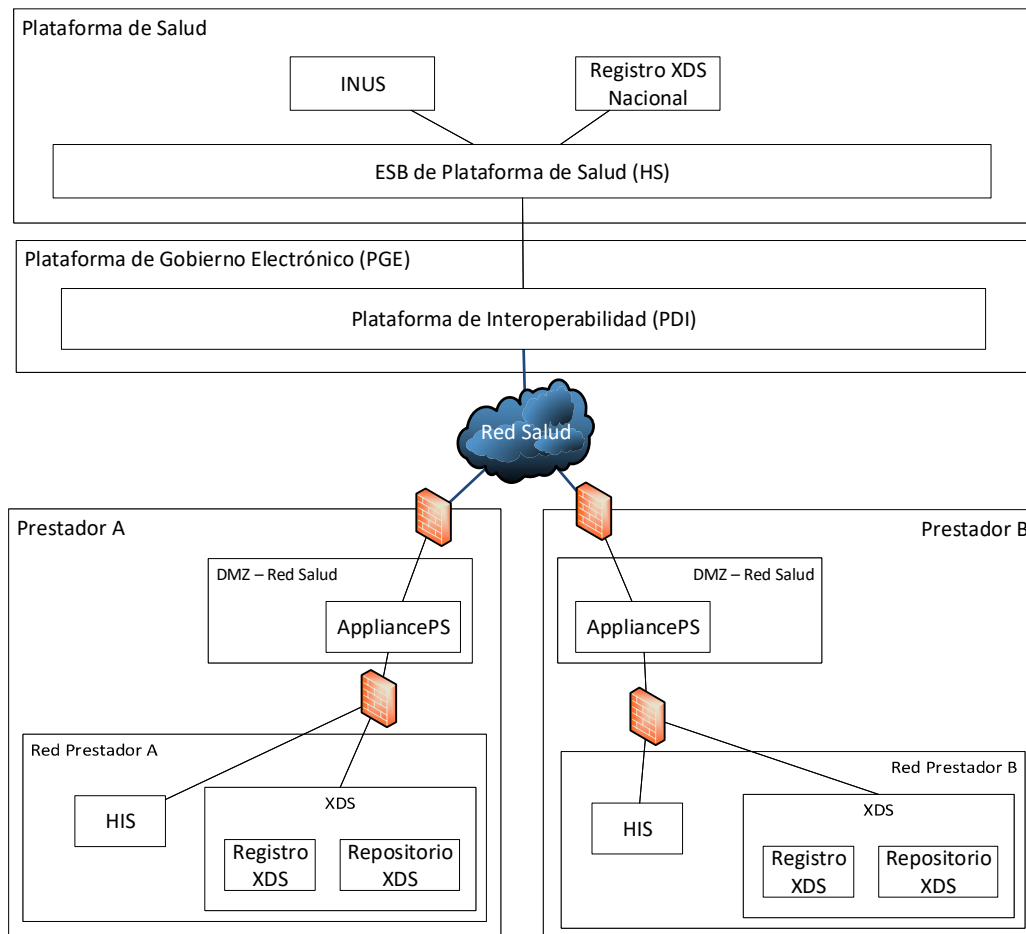 Plataforma de Salud
INUS
Registro XDS
Nacional
ESB de Plataforma de Salud (HS)
Plataforma de Gobierno Electrónico (PGE)
Plataforma de Interoperabilidad (PDI)
Red Salud
Prestador A
DMZ – Red Salud
AppliancePS
Red Prestador A
HIS
XDS
Registro
XDS
Repositorio
XDS
Prestador B
DMZ – Red Salud
AppliancePS
Red Prestador B
HIS
XDS
Registro
XDS
Repositorio
XDS